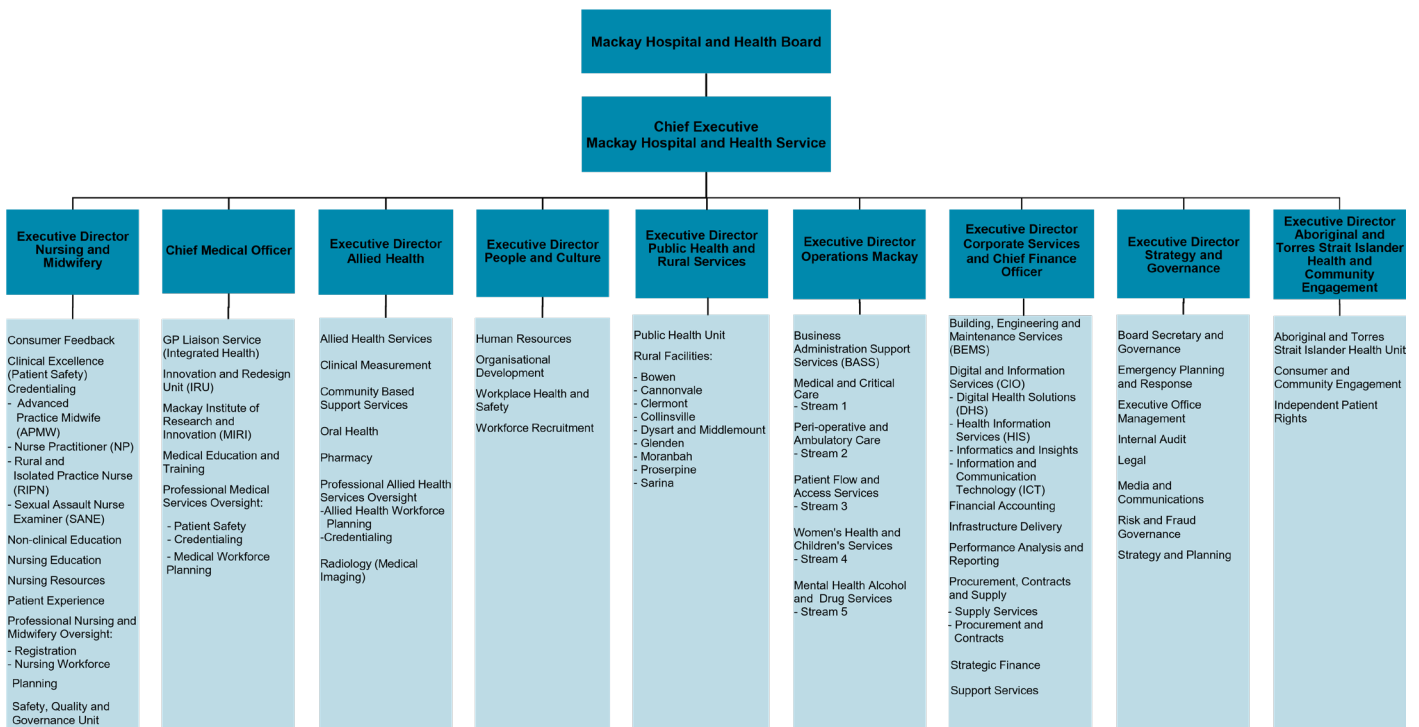 Mackay Hospital and Health Board
Chief Executive
Mackay Hospital and Health Service
Executive Director
Nursing and
Midwifery
Chief Medical Officer
Executive Director
Allied Health
Executive Director
People and Culture
Executive Director
Public Health and
Rural Services
Executive Director
Operations Mackay
Executive Director
Corporate Services
and Chief Finance
Officer
Executive Director
Strategy and
Governance
Executive Director
Aboriginal and
Torres Strait Islander
Health and
Community
Engagement
Consumer Feedback
Clinical Excellence
(Patient Safety)
Credentialing
- Advanced
Practice Midwife
(APMW)
- Nurse Practitioner (NP)
- Rural and
Isolated Practice Nurse
(RIPN)
- Sexual Assault Nurse
Examiner (SANE)
Non-clinical Education
Nursing Education
Nursing Resources
Patient Experience
Professional Nursing and
Midwifery Oversight:
- Registration
- Nursing Workforce
Planning
Safety, Quality and
Governance Unit
GP Liaison Service
(Integrated Health)
Innovation and Redesign
Unit (IRU)
Mackay Institute of
Research and
Innovation (MIRI)
Medical Education and
Training
Professional Medical
Services Oversight:
- Patient Safety
- Credentialing
- Medical Workforce
Planning
Allied Health Services
Clinical Measurement
Community Based
Support Services
Oral Health
Pharmacy
Professional Allied Health
Services Oversight
-Allied Health Workforce
Planning
-Credentialing
Radiology (Medical
Imaging)
Human Resources
Organisational
Development
Workplace Health and
Safety
Workforce Recruitment
Public Health Unit
Rural Facilities:
- Bowen
- Cannonvale
- Clermont
- Collinsville
- Dysart and Middlemount
- Glenden
- Moranbah
- Proserpine
- Sarina
Business
Administration Support
Services (BASS)
Medical and Critical
Care
- Stream 1
Peri-operative and
Ambulatory Care
- Stream 2
Patient Flow and
Access Services
- Stream 3
Women's Health and
Children's Services
- Stream 4
Mental Health Alcohol
and Drug Services
- Stream 5
Building, Engineering and
Maintenance Services
(BEMS)
Digital and Information
Services (CIO)
- Digital Health Solutions
(DHS)
- Health Information
Services (HIS)
- Informatics and Insights
- Information and
Communication
Technology (ICT)
Financial Accounting
Infrastructure Delivery
Performance Analysis and
Reporting
Procurement, Contracts
and Supply
- Supply Services
- Procurement and
Contracts
Strategic Finance
Support Services
Board Secretary and
Governance
Emergency Planning
and Response
Executive Office
Management
Internal Audit
Legal
Media and
Communications
Risk and Fraud
Governance
Strategy and Planning
Aboriginal and Torres
Strait Islander Health Unit
Consumer and
Community Engagement
Independent Patient
Rights